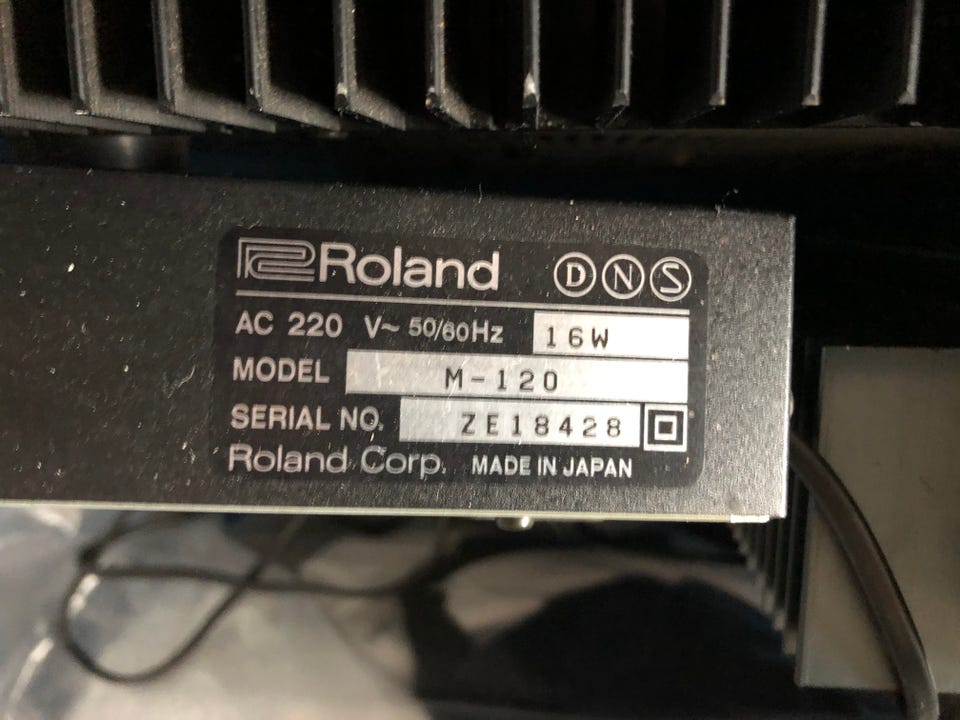 Roland D N S
AC 220 V~ 50/60Hz 16W
MODEL M-120
SERIAL NO. ZE18428
Roland Corp. MADE IN JAPAN